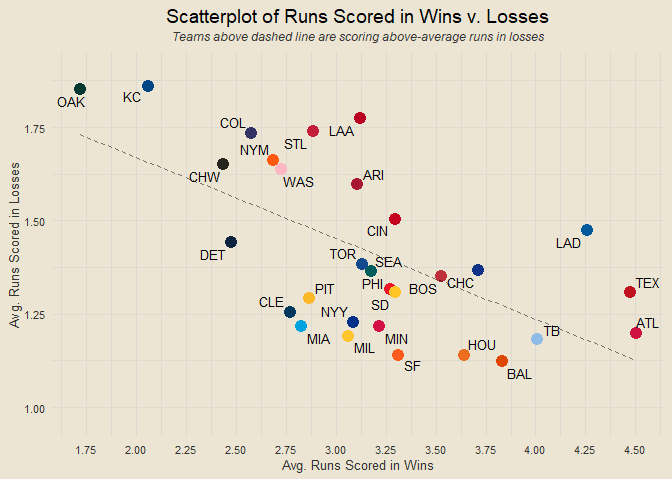 Scatterplot of Runs Scored in Wins v. Losses
Teams above dashed line are scoring above-average runs in losses
OAK
KC
COL
STL
LAA
NYM
CHW
WAS
ARI
CIN
DET
TOR
SEA
LAD
PHI
BOS
CHC
TEX
PIT
SD
CLE
NYY
MIA
MIN
MIL
SF
HOU
TB
ATL
BAL
Avg. Runs Scored in Losses
1.75
1.50
1.25
1.00
1.75 2.00 2.25 2.50 2.75 3.00 3.25 3.50 3.75 4.00 4.25 4.50
Avg. Runs Scored in Wins